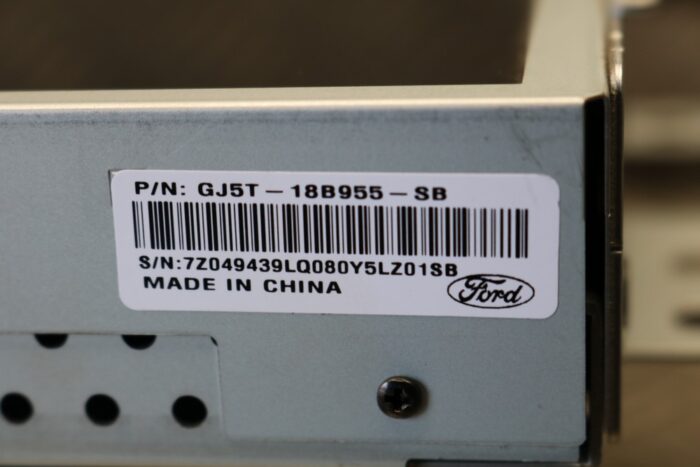 P/N: GJ5T-18B955-SB
S/N:7Z049439LQ080Y5LZ01SB
MADE IN CHINA
Ford